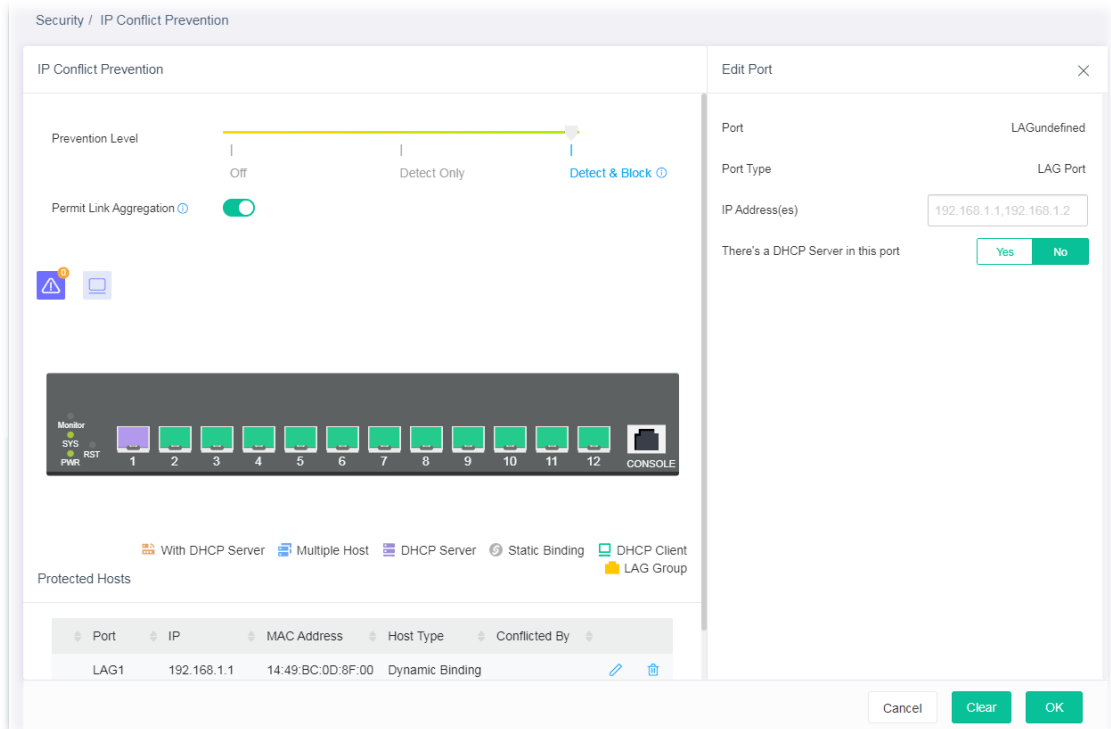 Security / IP Conflict Prevention
IP Conflict Prevention
Prevention Level
Off
Detect Only
Detect & Block
Permit Link Aggregation
0
Monitor
SYS
PWR
RST
1 2 3 4 5 6 7 8 9 10 11 12 CONSOLE
With DHCP Server Multiple Host DHCP Server Static Binding DHCP Client
LAG Group
Protected Hosts
Port IP MAC Address Host Type Conflicted By
LAG1 192.168.1.1 14:49:BC:0D:8F:00 Dynamic Binding
Edit Port
Port LAGundefined
Port Type LAG Port
IP Address(es) 192.168.1.1,192.168.1.2
There's a DHCP Server in this port Yes No
Cancel Clear OK